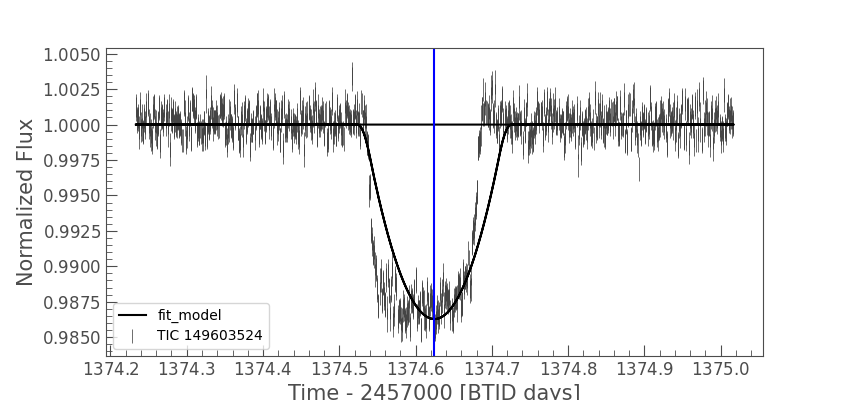 1.0050
1.0025
1.0000
0.9975
0.9950
0.9925
0.9900
0.9875
0.9850
Normalized Flux
fit_model
TIC 149603524
1374.2 1374.3 1374.4 1374.5 1374.6 1374.7 1374.8 1374.9 1375.0
Time - 2457000 [BTJD days]